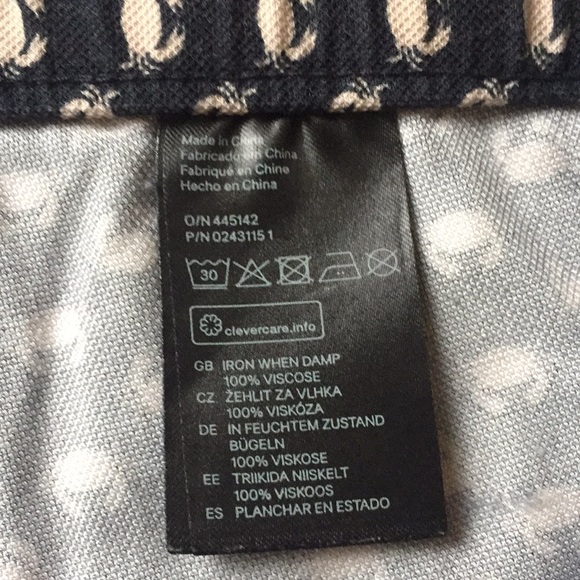 Made in China
Fabricado em China
Fabriqué en Chine
Hecho en China
O/N 445142
P/N 02431151
30
clevercare.info
GB IRON WHEN DAMP
100% VISCOSE
CZ ŽEHLIT ZA VLHKA
100% VISKÓZA
DE IN FEUCHTEM ZUSTAND
BÜGELN
100% VISKOSE
EE TRIIKIDA NIISKELT
100% VISKOOS
ES PLANCHAR EN ESTADO